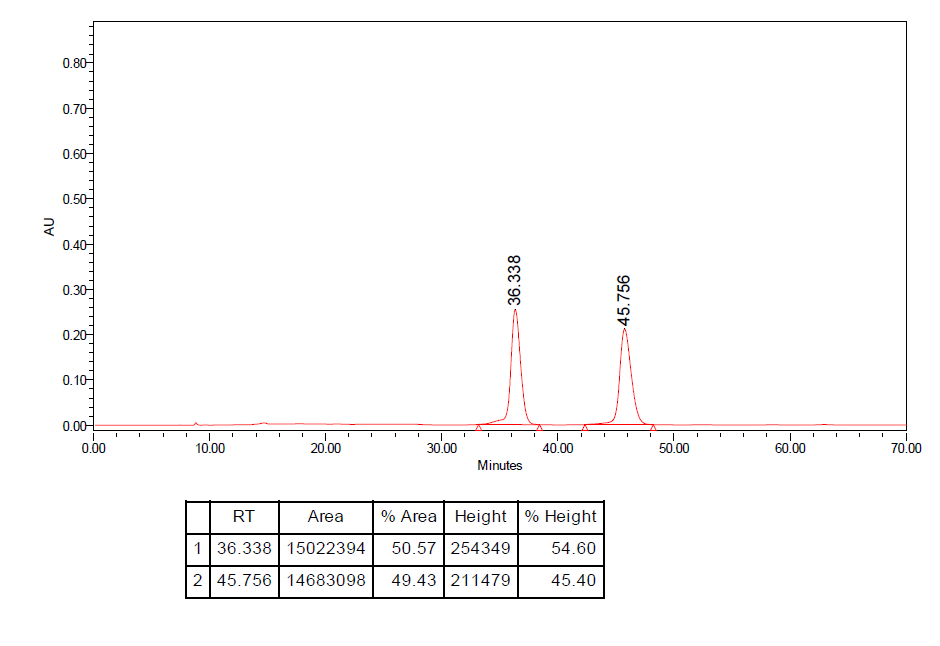 0.80
0.70
0.60
0.50
0.40
0.30
0.20
0.10
0.00
AU
36.338
45.756
0.00 10.00 20.00 30.00 40.00 50.00 60.00 70.00
Minutes
RT Area % Area Height % Height
1 36.338 15022394 50.57 254349 54.60
2 45.756 14683098 49.43 211479 45.40